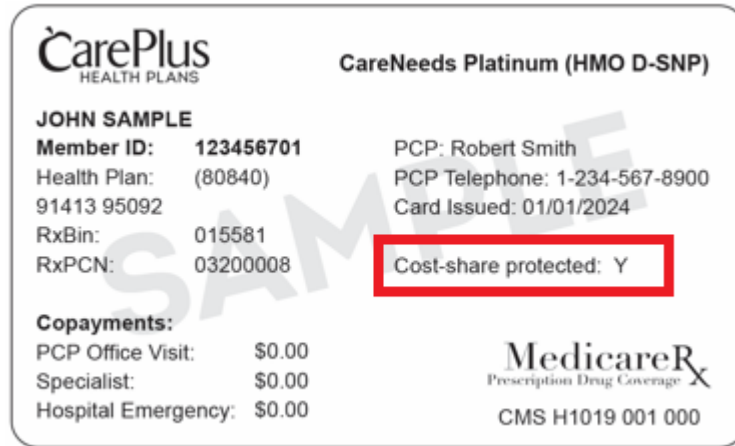 CarePlus
HEALTH PLANS
CareNeeds Platinum (HMO D-SNP)
JOHN SAMPLE
Member ID: 123456701
Health Plan: (80840)
91413 95092
RxBin: 015581
RxPCN: 03200008
PCP: Robert Smith
PCP Telephone: 1-234-567-8900
Card Issued: 01/01/2024
Cost-share protected: Y
SAMPLE
Copayments:
PCP Office Visit: $0.00
Specialist: $0.00
Hospital Emergency: $0.00
MedicareRx
Prescription Drug Coverage
CMS H1019 001 000